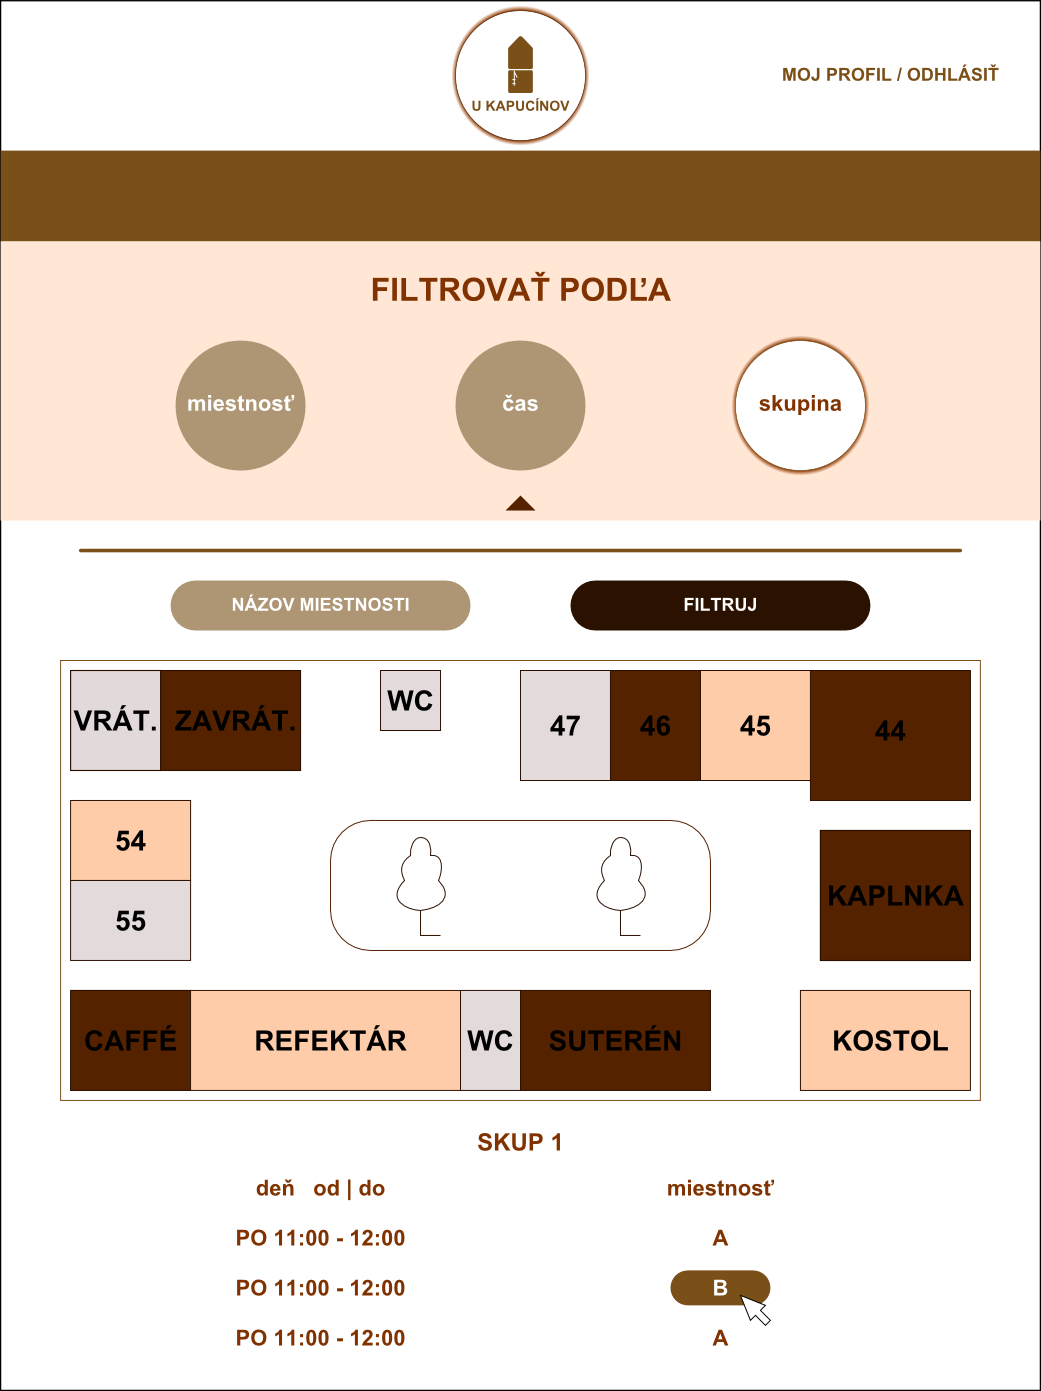 U KAPUCÍNOV
MOJ PROFIL / ODHLÁSIŤ
FILTROVAŤ PODĽA
miestnosť
čas
skupina
NÁZOV MIESTNOSTI
FILTRUJ
VRÁT.
ZAVRÁT.
WC
47
46
45
44
54
55
KAPLNKA
CAFFÉ
REFEKTÁR
WC
SUTERÉN
KOSTOL
SKUP 1
deň od | do miestnosť
PO 11:00 - 12:00 A
PO 11:00 - 12:00 B
PO 11:00 - 12:00 A